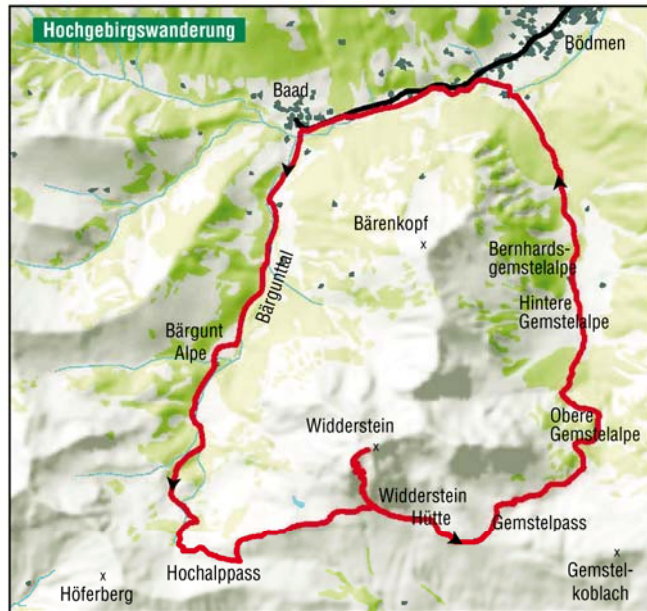 Hochgebirgswanderung
Bödmen
Baad
Bärenkopf
Bernhards-
gemstelalpe
Bärgunttal
Hintere
Gemstelalpe
Bärgunt
Alpe
Obere
Gemstelalpe
Widderstein
Widderstein
Hütte
Gemstelpass
Hochalppass
Höferberg
Gemstel-
koblach